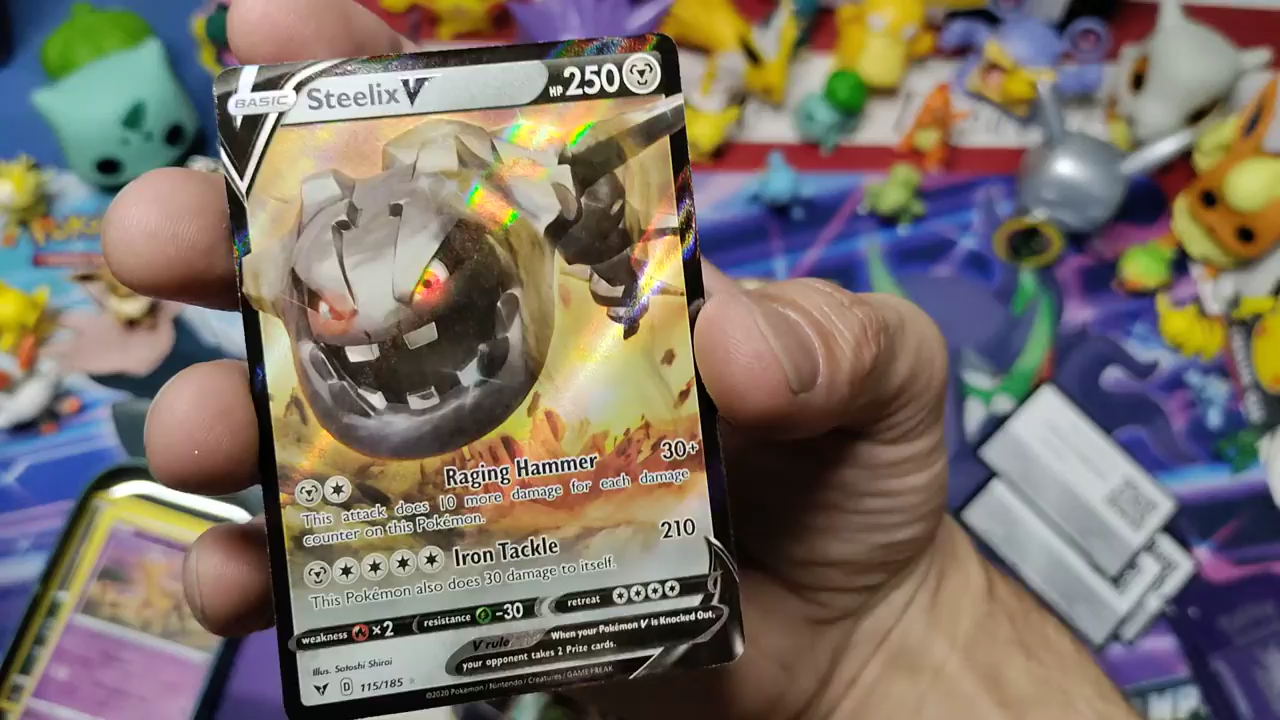 BASIC Steelix V HP 250
Raging Hammer 30+
This attack does 10 more damage for each damage
counter on this Pokémon.
Iron Tackle 210
This Pokémon also does 30 damage to itself.
weakness ×2 resistance -30 retreat
V rule When your Pokémon V is Knocked Out,
your opponent takes 2 Prize cards.
Illus. Satoshi Shirai
D 115/185
©2020 Pokémon / Nintendo / Creatures / GAME FREAK